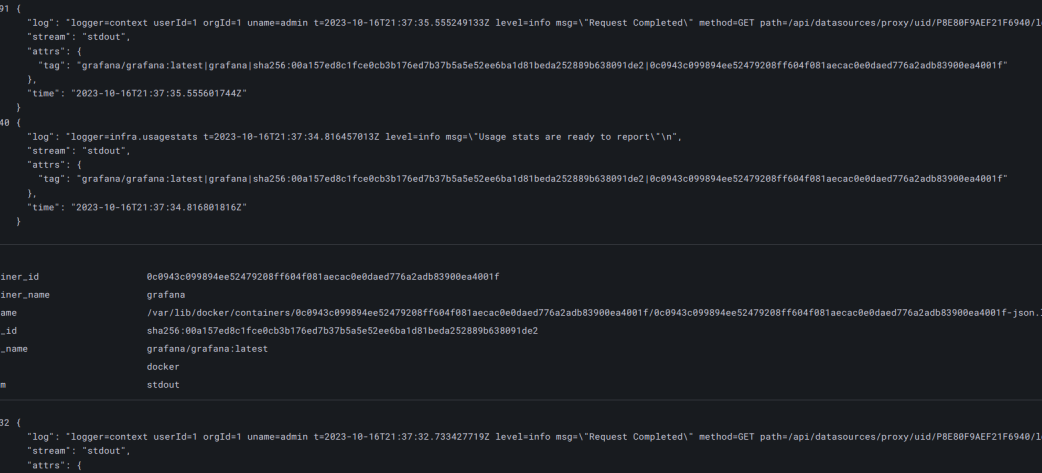 91 {
"log": "logger=context userId=1 orgId=1 uname=admin t=2023-10-16T21:37:35.555249133Z level=info msg=\"Request Completed\" method=GET path=/api/datasources/proxy/uid/P8E80F9AEF21F6940/l
"stream": "stdout",
"attrs": {
"tag": "grafana/grafana:latest|grafana|sha256:00a157ed8c1fce0cb3b176ed7b37b5a5e52ee6ba1d81beda252889b638091de2|0c0943c099894ee52479208ff604f081aecac0e0daed776a2adb83900ea4001f"
},
"time": "2023-10-16T21:37:35.555601744Z"
}
40 {
"log": "logger=infra.usagestats t=2023-10-16T21:37:34.816457013Z level=info msg=\"Usage stats are ready to report\"\n",
"stream": "stdout",
"attrs": {
"tag": "grafana/grafana:latest|grafana|sha256:00a157ed8c1fce0cb3b176ed7b37b5a5e52ee6ba1d81beda252889b638091de2|0c0943c099894ee52479208ff604f081aecac0e0daed776a2adb83900ea4001f"
},
"time": "2023-10-16T21:37:34.816801816Z"
}
iner_id 0c0943c099894ee52479208ff604f081aecac0e0daed776a2adb83900ea4001f
iner_name grafana
ame /var/lib/docker/containers/0c0943c099894ee52479208ff604f081aecac0e0daed776a2adb83900ea4001f/0c0943c099894ee52479208ff604f081aecac0e0daed776a2adb83900ea4001f-json.
_id sha256:00a157ed8c1fce0cb3b176ed7b37b5a5e52ee6ba1d81beda252889b638091de2
_name grafana/grafana:latest
docker
m stdout
32 {
"log": "logger=context userId=1 orgId=1 uname=admin t=2023-10-16T21:37:32.733427719Z level=info msg=\"Request Completed\" method=GET path=/api/datasources/proxy/uid/P8E80F9AEF21F6940/l
"stream": "stdout",
"attrs": {